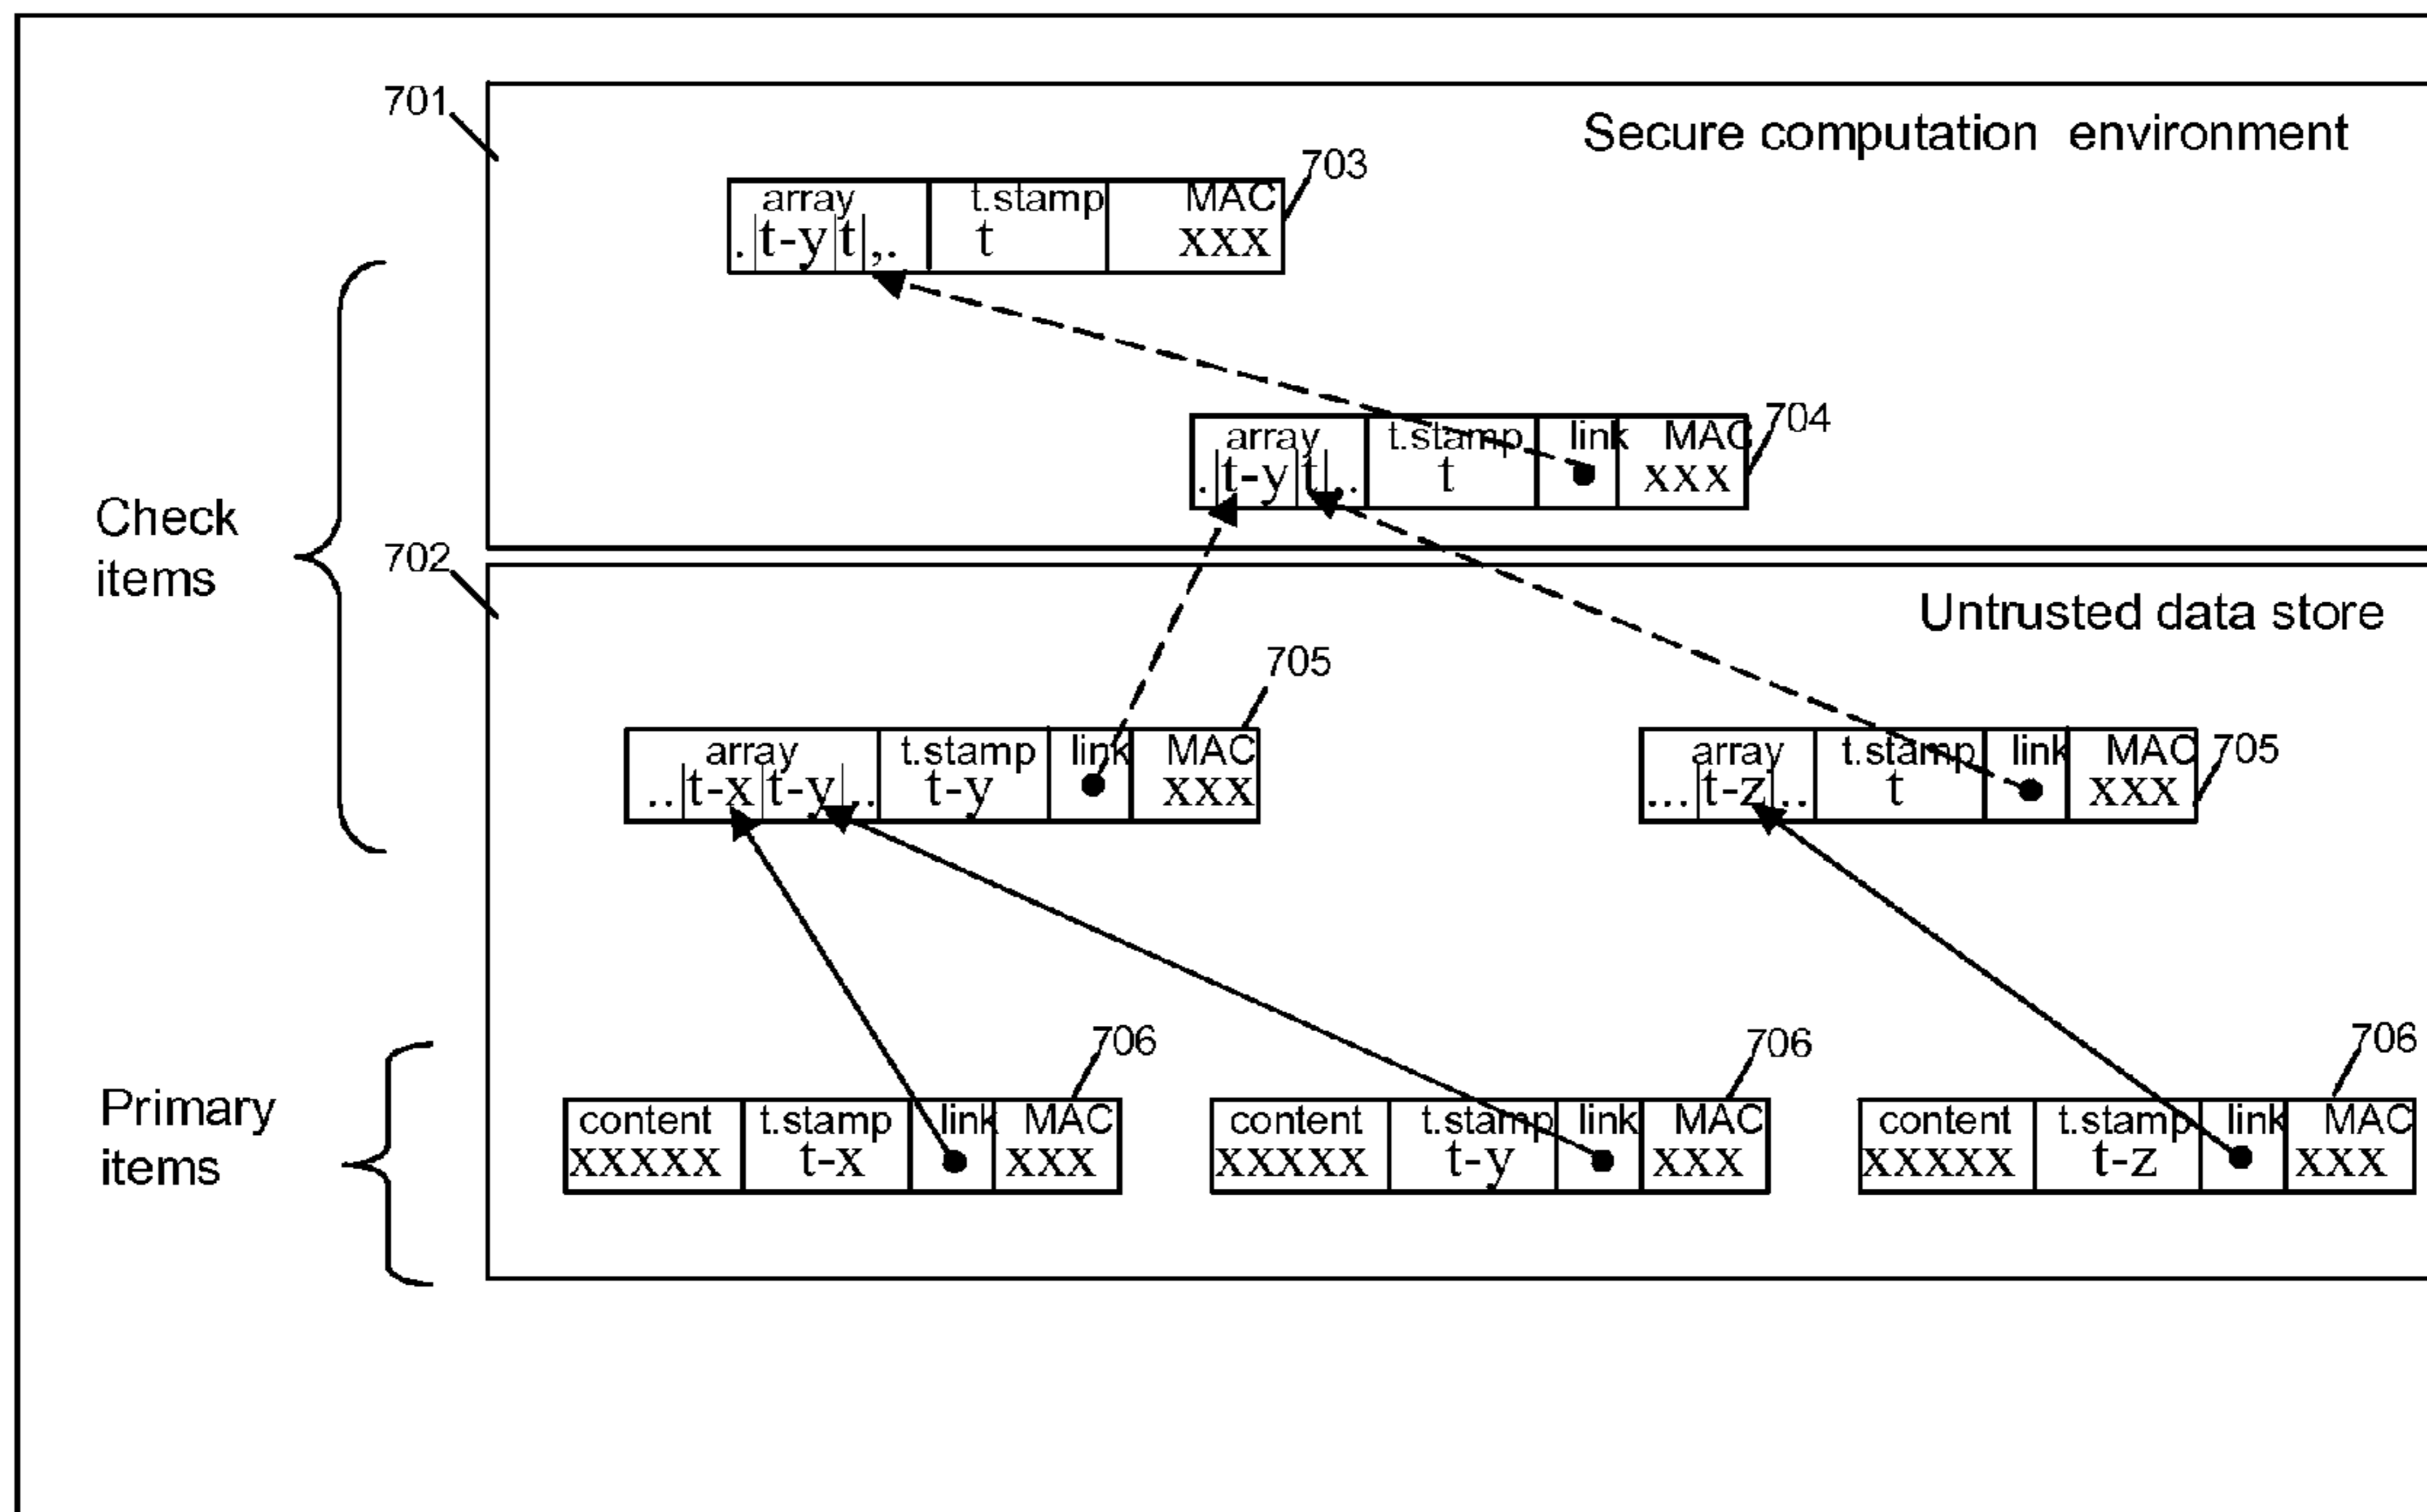 701
Secure computation environment
703
array t.stamp MAC
.|t-y|t|,. t xxx
704
array t.stamp link MAC
.|t-y|t|,. t xxx
Check
items
702
Untrusted data store
705
array t.stamp link MAC
..|t-x|t-y|.. t-y xxx
705
array t.stamp link MAC
...|t-z|.. t xxx
Primary
items
706
content t.stamp link MAC
xxxxx t-x xxx
706
content t.stamp link MAC
xxxxx t-y xxx
706
content t.stamp link MAC
xxxxx t-z xxx